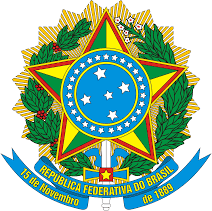 REPÚBLICA FEDERATIVA DO BRASIL
15 de Novembro de 1889